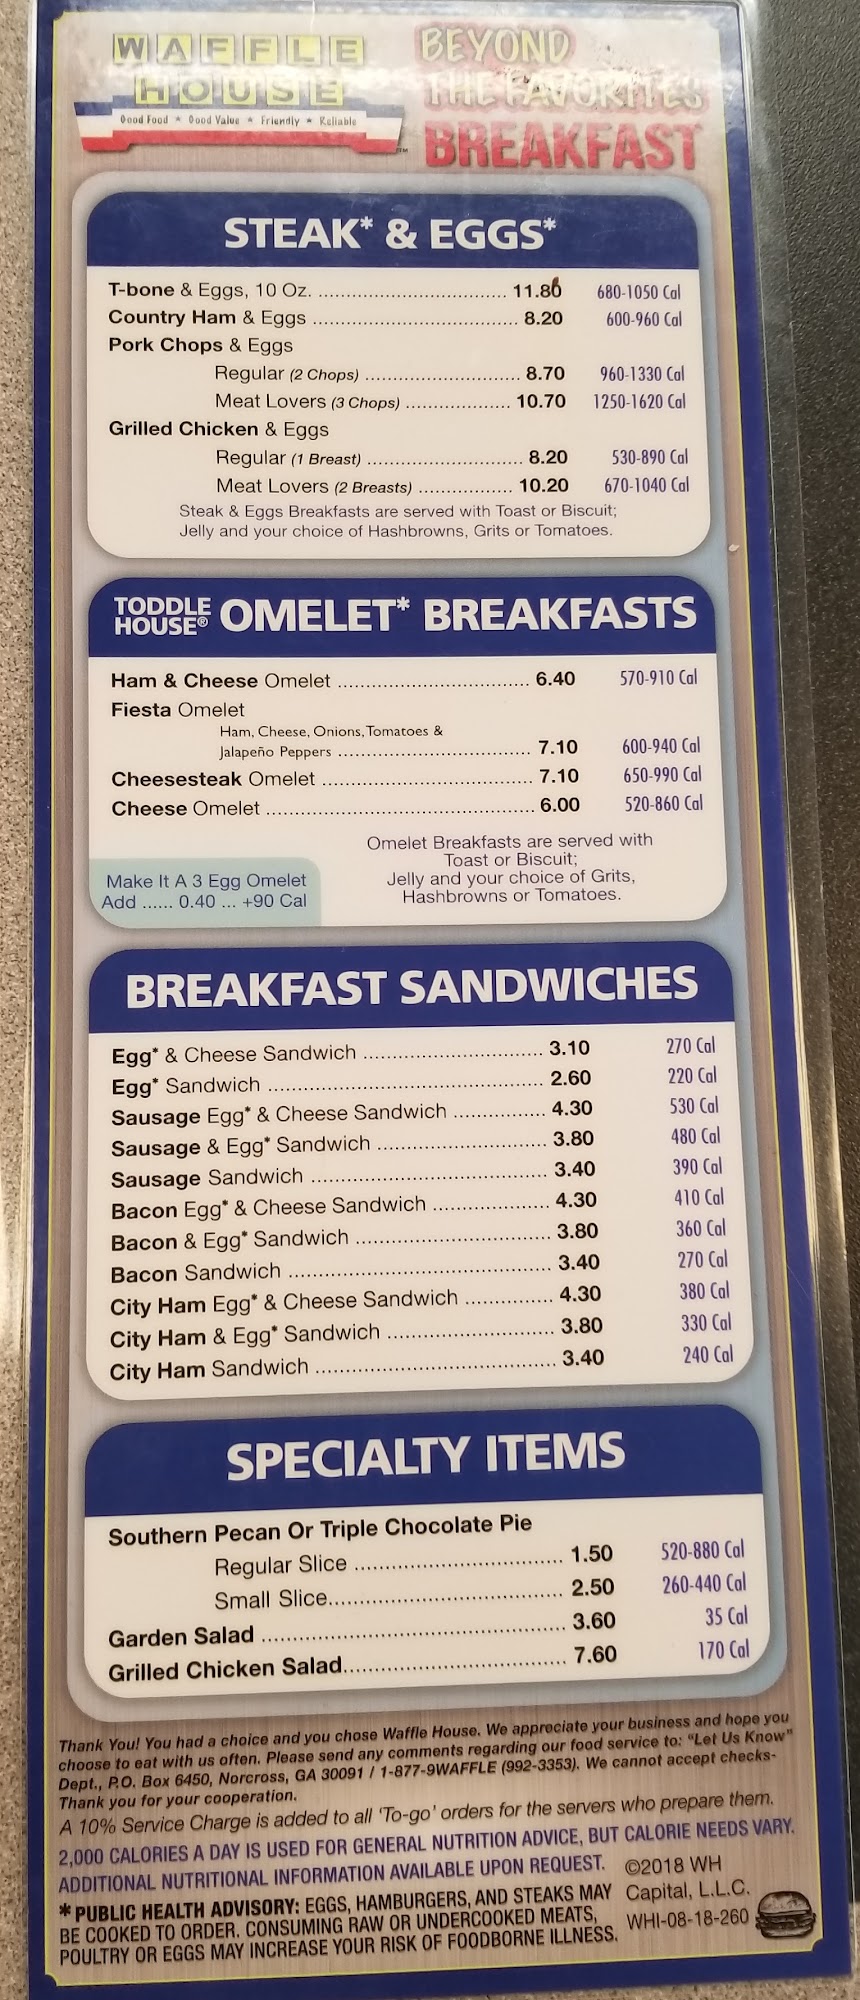 WAFFLE
HOUSE
Good Food * Good Value * Friendly * Reliable
TM
BEYOND
THE FAVORITES
BREAKFAST
STEAK* & EGGS*
T-bone & Eggs, 10 Oz. .................................. 11.80 680-1050 Cal
Country Ham & Eggs .................................... 8.20 600-960 Cal
Pork Chops & Eggs
Regular (2 Chops) ........................... 8.70 960-1330 Cal
Meat Lovers (3 Chops) ................... 10.70 1250-1620 Cal
Grilled Chicken & Eggs
Regular (1 Breast) ........................... 8.20 530-890 Cal
Meat Lovers (2 Breasts) ................. 10.20 670-1040 Cal
Steak & Eggs Breakfasts are served with Toast or Biscuit;
Jelly and your choice of Hashbrowns, Grits or Tomatoes.
TODDLE
HOUSE® OMELET* BREAKFASTS
Ham & Cheese Omelet .................................. 6.40 570-910 Cal
Fiesta Omelet
Ham, Cheese, Onions, Tomatoes &
Jalapeño Peppers .................................. 7.10 600-940 Cal
Cheesesteak Omelet ..................................... 7.10 650-990 Cal
Cheese Omelet ............................................... 6.00 520-860 Cal
Omelet Breakfasts are served with
Toast or Biscuit;
Jelly and your choice of Grits,
Hashbrowns or Tomatoes.
Make It A 3 Egg Omelet
Add ...... 0.40 ... +90 Cal
BREAKFAST SANDWICHES
Egg* & Cheese Sandwich ................................ 3.10 270 Cal
Egg* Sandwich ................................................ 2.60 220 Cal
Sausage Egg* & Cheese Sandwich ................ 4.30 530 Cal
Sausage & Egg* Sandwich .............................. 3.80 480 Cal
Sausage Sandwich .......................................... 3.40 390 Cal
Bacon Egg* & Cheese Sandwich .................... 4.30 410 Cal
Bacon & Egg* Sandwich .................................. 3.80 360 Cal
Bacon Sandwich .............................................. 3.40 270 Cal
City Ham Egg* & Cheese Sandwich ............... 4.30 380 Cal
City Ham & Egg* Sandwich ............................. 3.80 330 Cal
City Ham Sandwich .......................................... 3.40 240 Cal
SPECIALTY ITEMS
Southern Pecan Or Triple Chocolate Pie
Regular Slice ..................................... 1.50 520-880 Cal
Small Slice......................................... 2.50 260-440 Cal
Garden Salad ..................................................... 3.60 35 Cal
Grilled Chicken Salad....................................... 7.60 170 Cal
Thank You! You had a choice and you chose Waffle House. We appreciate your business and hope you
choose to eat with us often. Please send any comments regarding our food service to: "Let Us Know"
Dept., P.O. Box 6450, Norcross, GA 30091 / 1-877-9WAFFLE (992-3353). We cannot accept checks-
Thank you for your cooperation.
A 10% Service Charge is added to all 'To-go' orders for the servers who prepare them.
2,000 CALORIES A DAY IS USED FOR GENERAL NUTRITION ADVICE, BUT CALORIE NEEDS VARY.
ADDITIONAL NUTRITIONAL INFORMATION AVAILABLE UPON REQUEST.
* PUBLIC HEALTH ADVISORY: EGGS, HAMBURGERS, AND STEAKS MAY
BE COOKED TO ORDER. CONSUMING RAW OR UNDERCOOKED MEATS,
POULTRY OR EGGS MAY INCREASE YOUR RISK OF FOODBORNE ILLNESS.
©2018 WH
Capital, L.L.C.
WHI-08-18-260